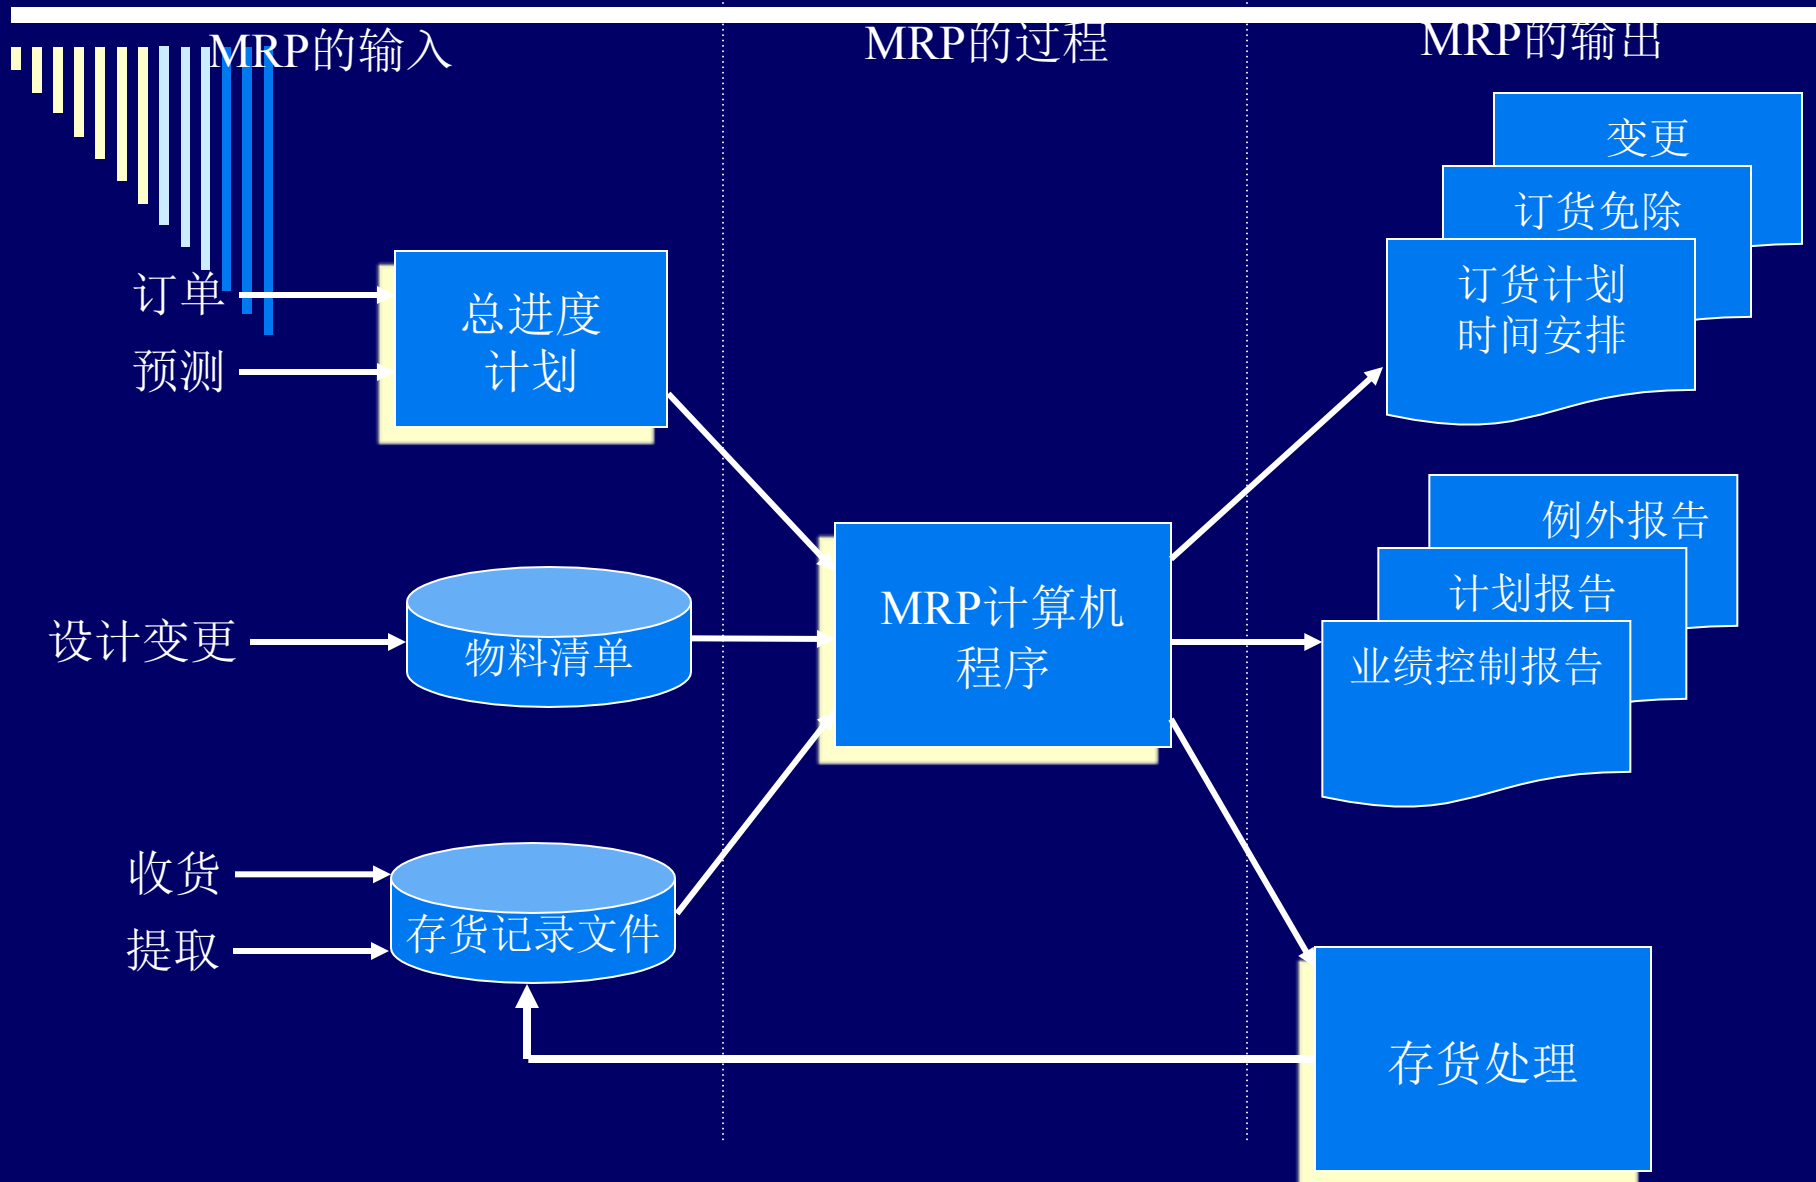 MRP的输入
MRP的过程
MRP的输出
订单
预测
总进度
计划
设计变更
物料清单
收货
提取
存货记录文件
MRP计算机
程序
变更
订货免除
订货计划
时间安排
例外报告
计划报告
业绩控制报告
存货处理